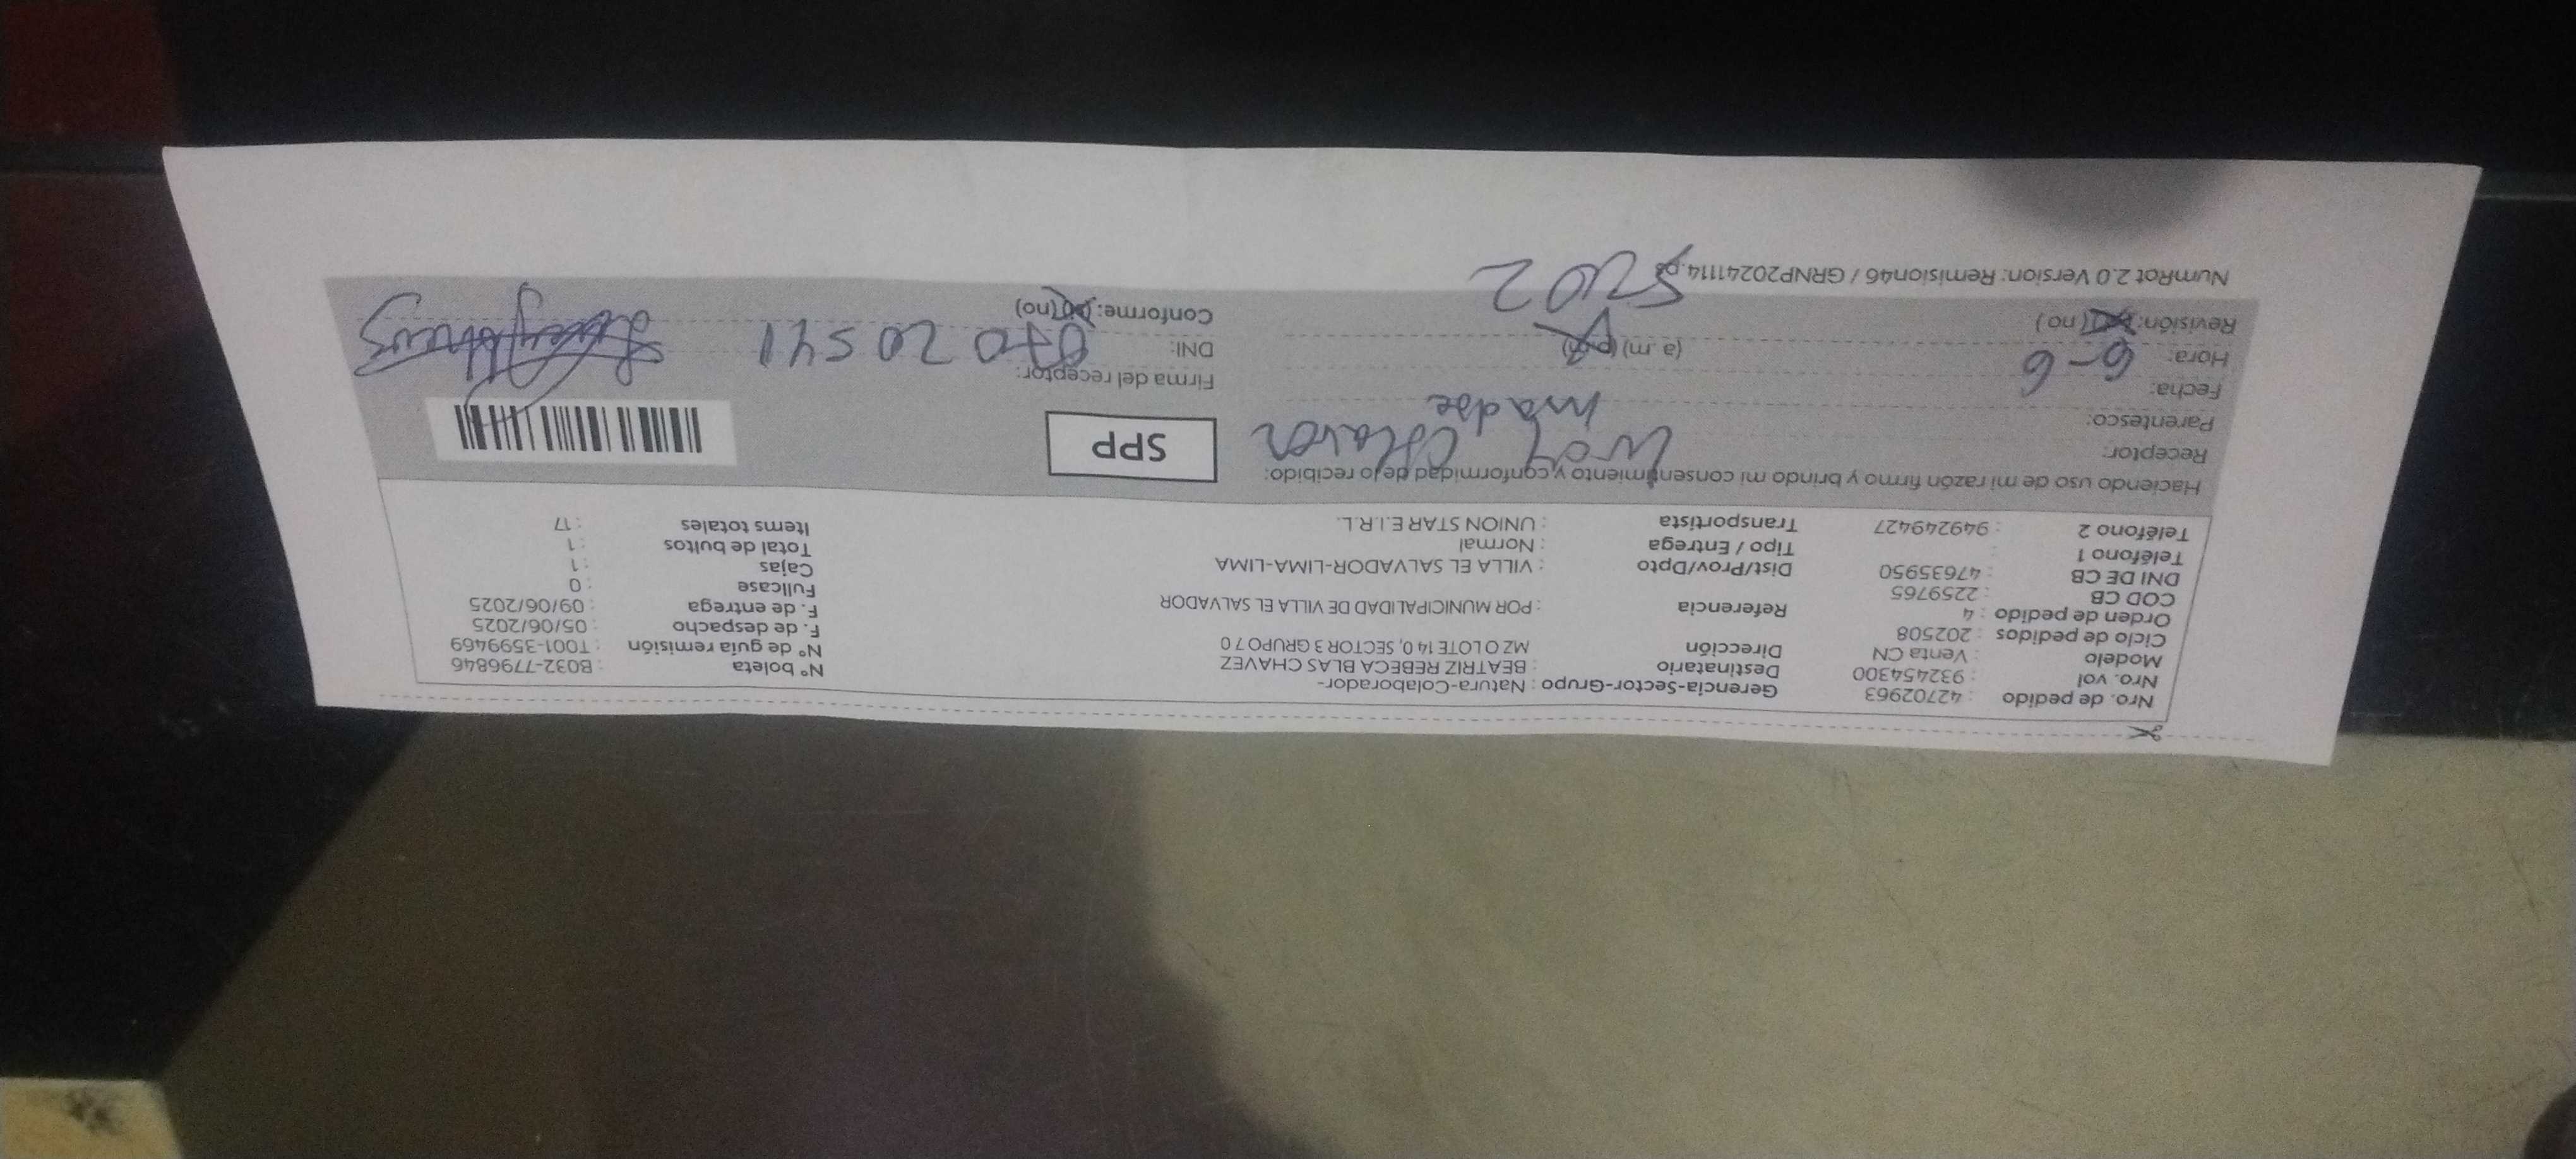 Nro. de pedido : 42702963 Gerencia-Sector-Grupo : Natura-Colaborador- N° boleta : B032-7796846
Nro. vol : 932454300 Destinatario : BEATRIZ REBECA BLAS CHAVEZ N° de guía remisión : T001-3599469
Modelo : Venta CN Dirección MZ O LOTE 14 0, SECTOR 3 GRUPO 7 0 F. de despacho : 05/06/2025
Ciclo de pedidos : 202508 Referencia : POR MUNICIPALIDAD DE VILLA EL SALVADOR F. de entrega : 09/06/2025
Orden de pedido : 4 Fullcase : 0
COD CB : 2259765 Dist/Prov/Dpto : VILLA EL SALVADOR-LIMA-LIMA Cajas : 1
DNI DE CB : 47635950 Tipo / Entrega : Normal Total de bultos : 1
Teléfono 1 : Transportista : UNION STAR E.I.R.L. Items totales : 17
Teléfono 2 : 949249427
Haciendo uso de mi razón firmo y brindo mi consentimiento y conformidad de lo recibido:
Receptor: SPP
Parentesco: madre
Fecha: 6-6 Firma del receptor:
Hora: (a.m) (p.m) DNI: 07020541
Revisión: (no) Conforme: (no)
NumRot 2.0 Version: Remision46 / GRNP20241114.p